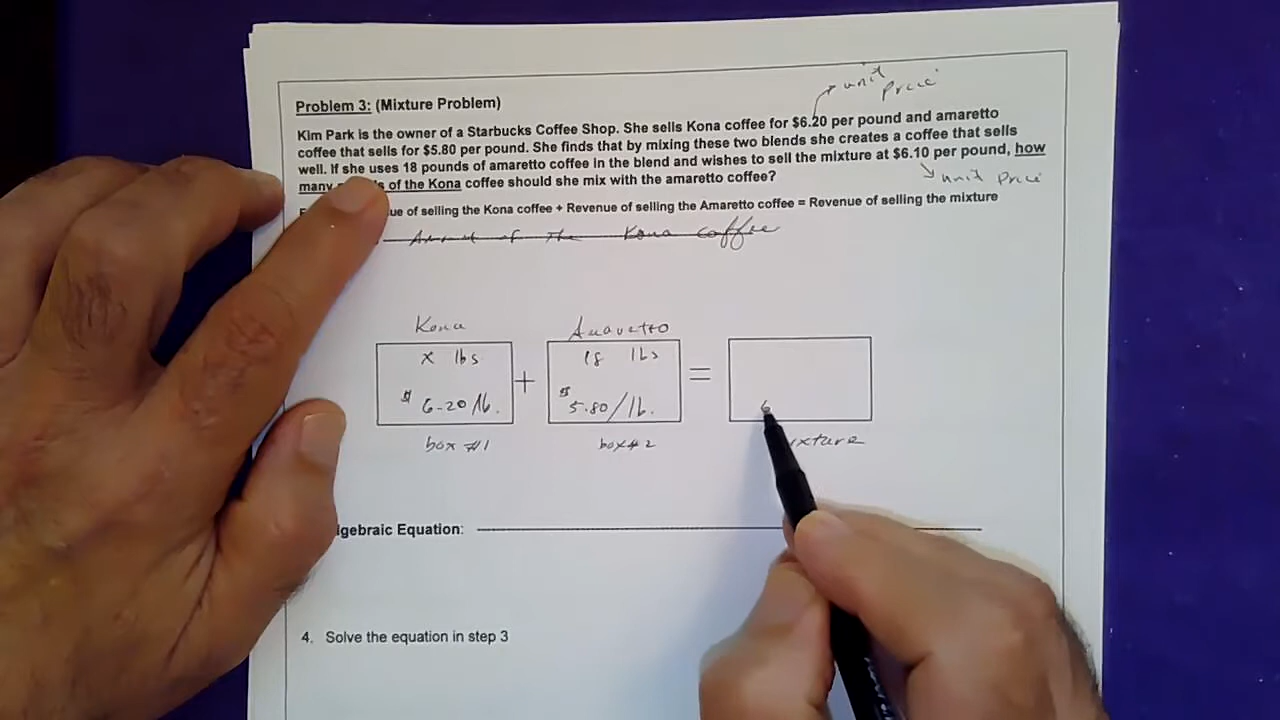 unit
price
Problem 3: (Mixture Problem)
Kim Park is the owner of a Starbucks Coffee Shop. She sells Kona coffee for $6.20 per pound and amaretto
coffee that sells for $5.80 per pound. She finds that by mixing these two blends she creates a coffee that sells
well. If she uses 18 pounds of amaretto coffee in the blend and wishes to sell the mixture at $6.10 per pound, how
many of the Kona coffee should she mix with the amaretto coffee?
unit price
of selling the Kona coffee + Revenue of selling the Amaretto coffee = Revenue of selling the mixture
of the Kona coffee
Kona Amaretto
x lbs 18 lbs
+ =
$ 6.20/lb. $ 5.80/lb. 6
box #1 box #2
Equation:
4. Solve the equation in step 3